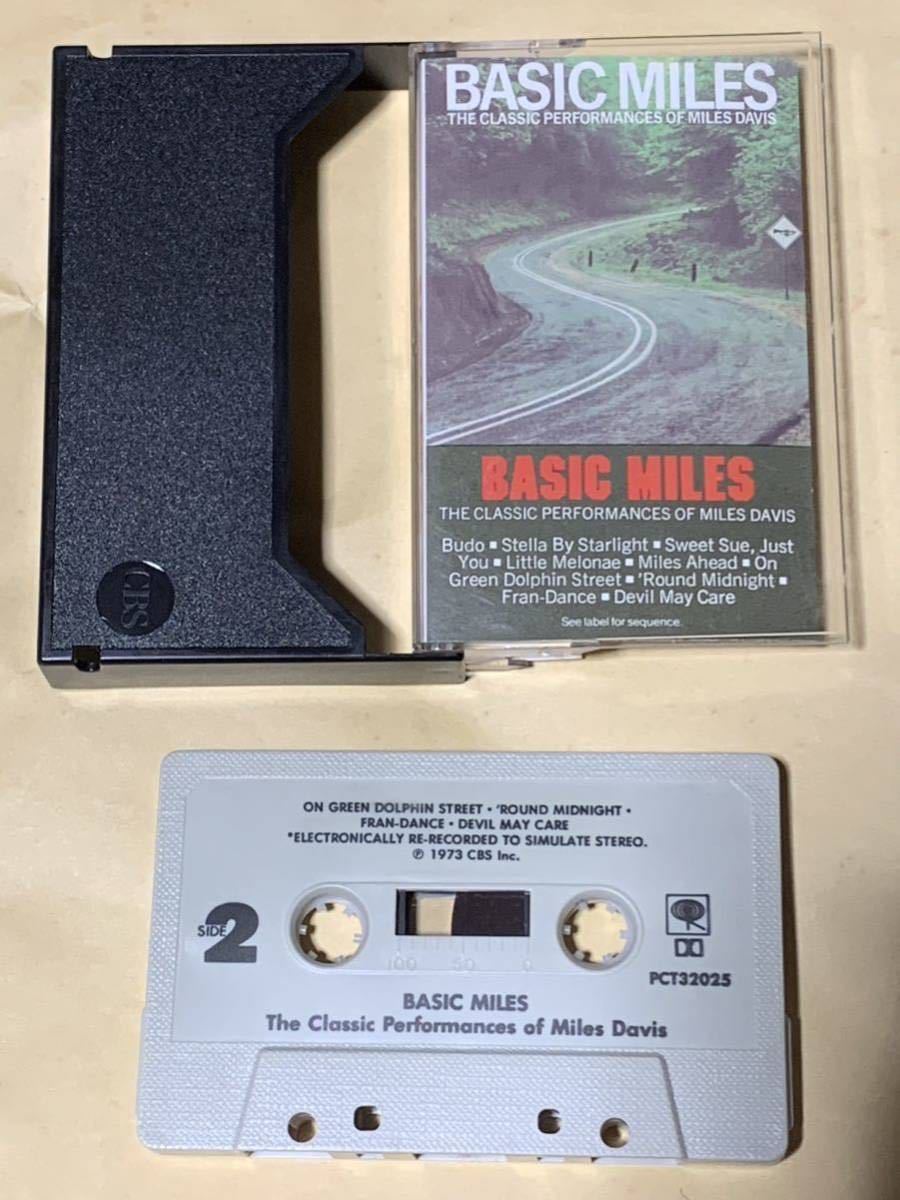 BASIC MILES
THE CLASSIC PERFORMANCES OF MILES DAVIS
BASIC MILES
THE CLASSIC PERFORMANCES OF MILES DAVIS
Budo ▪ Stella By Starlight ▪ Sweet Sue, Just
You ▪ Little Melonae ▪ Miles Ahead ▪ On
Green Dolphin Street ▪ 'Round Midnight ▪
Fran-Dance ▪ Devil May Care
See label for sequence.
CBS
ON GREEN DOLPHIN STREET • 'ROUND MIDNIGHT •
FRAN-DANCE • DEVIL MAY CARE
*ELECTRONICALLY RE-RECORDED TO SIMULATE STEREO.
℗ 1973 CBS Inc.
SIDE 2
100 50 0
PCT32025
BASIC MILES
The Classic Performances of Miles Davis